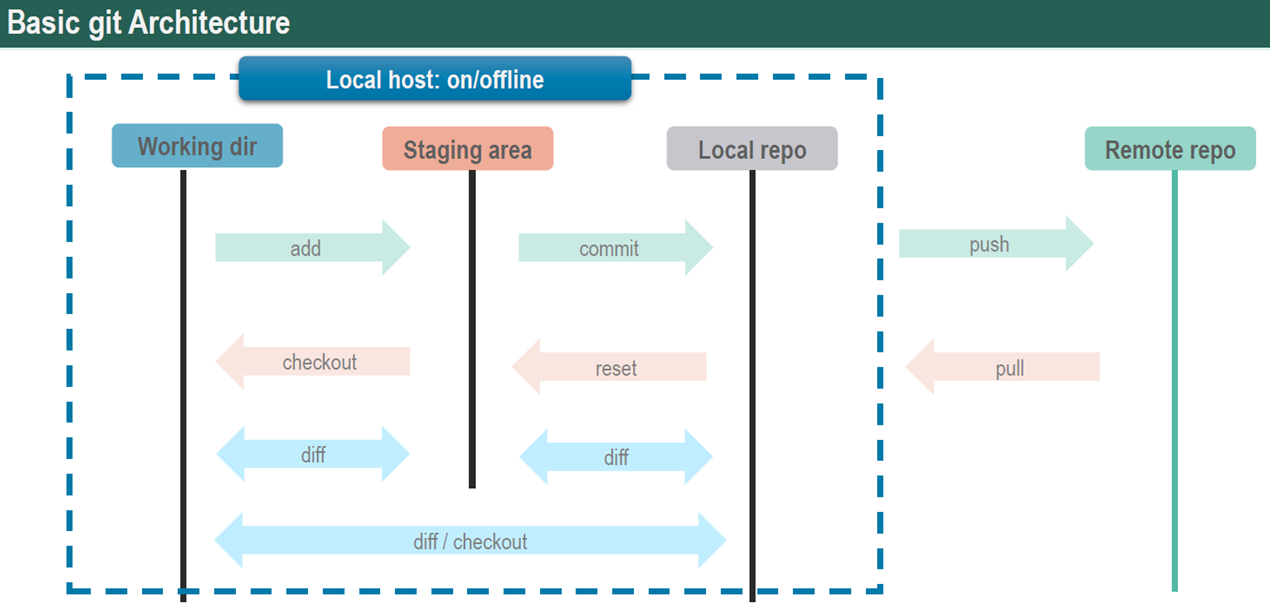 Basic git Architecture
Local host: on/offline
Working dir
Staging area
Local repo
Remote repo
add
commit
push
checkout
reset
pull
diff
diff
diff / checkout